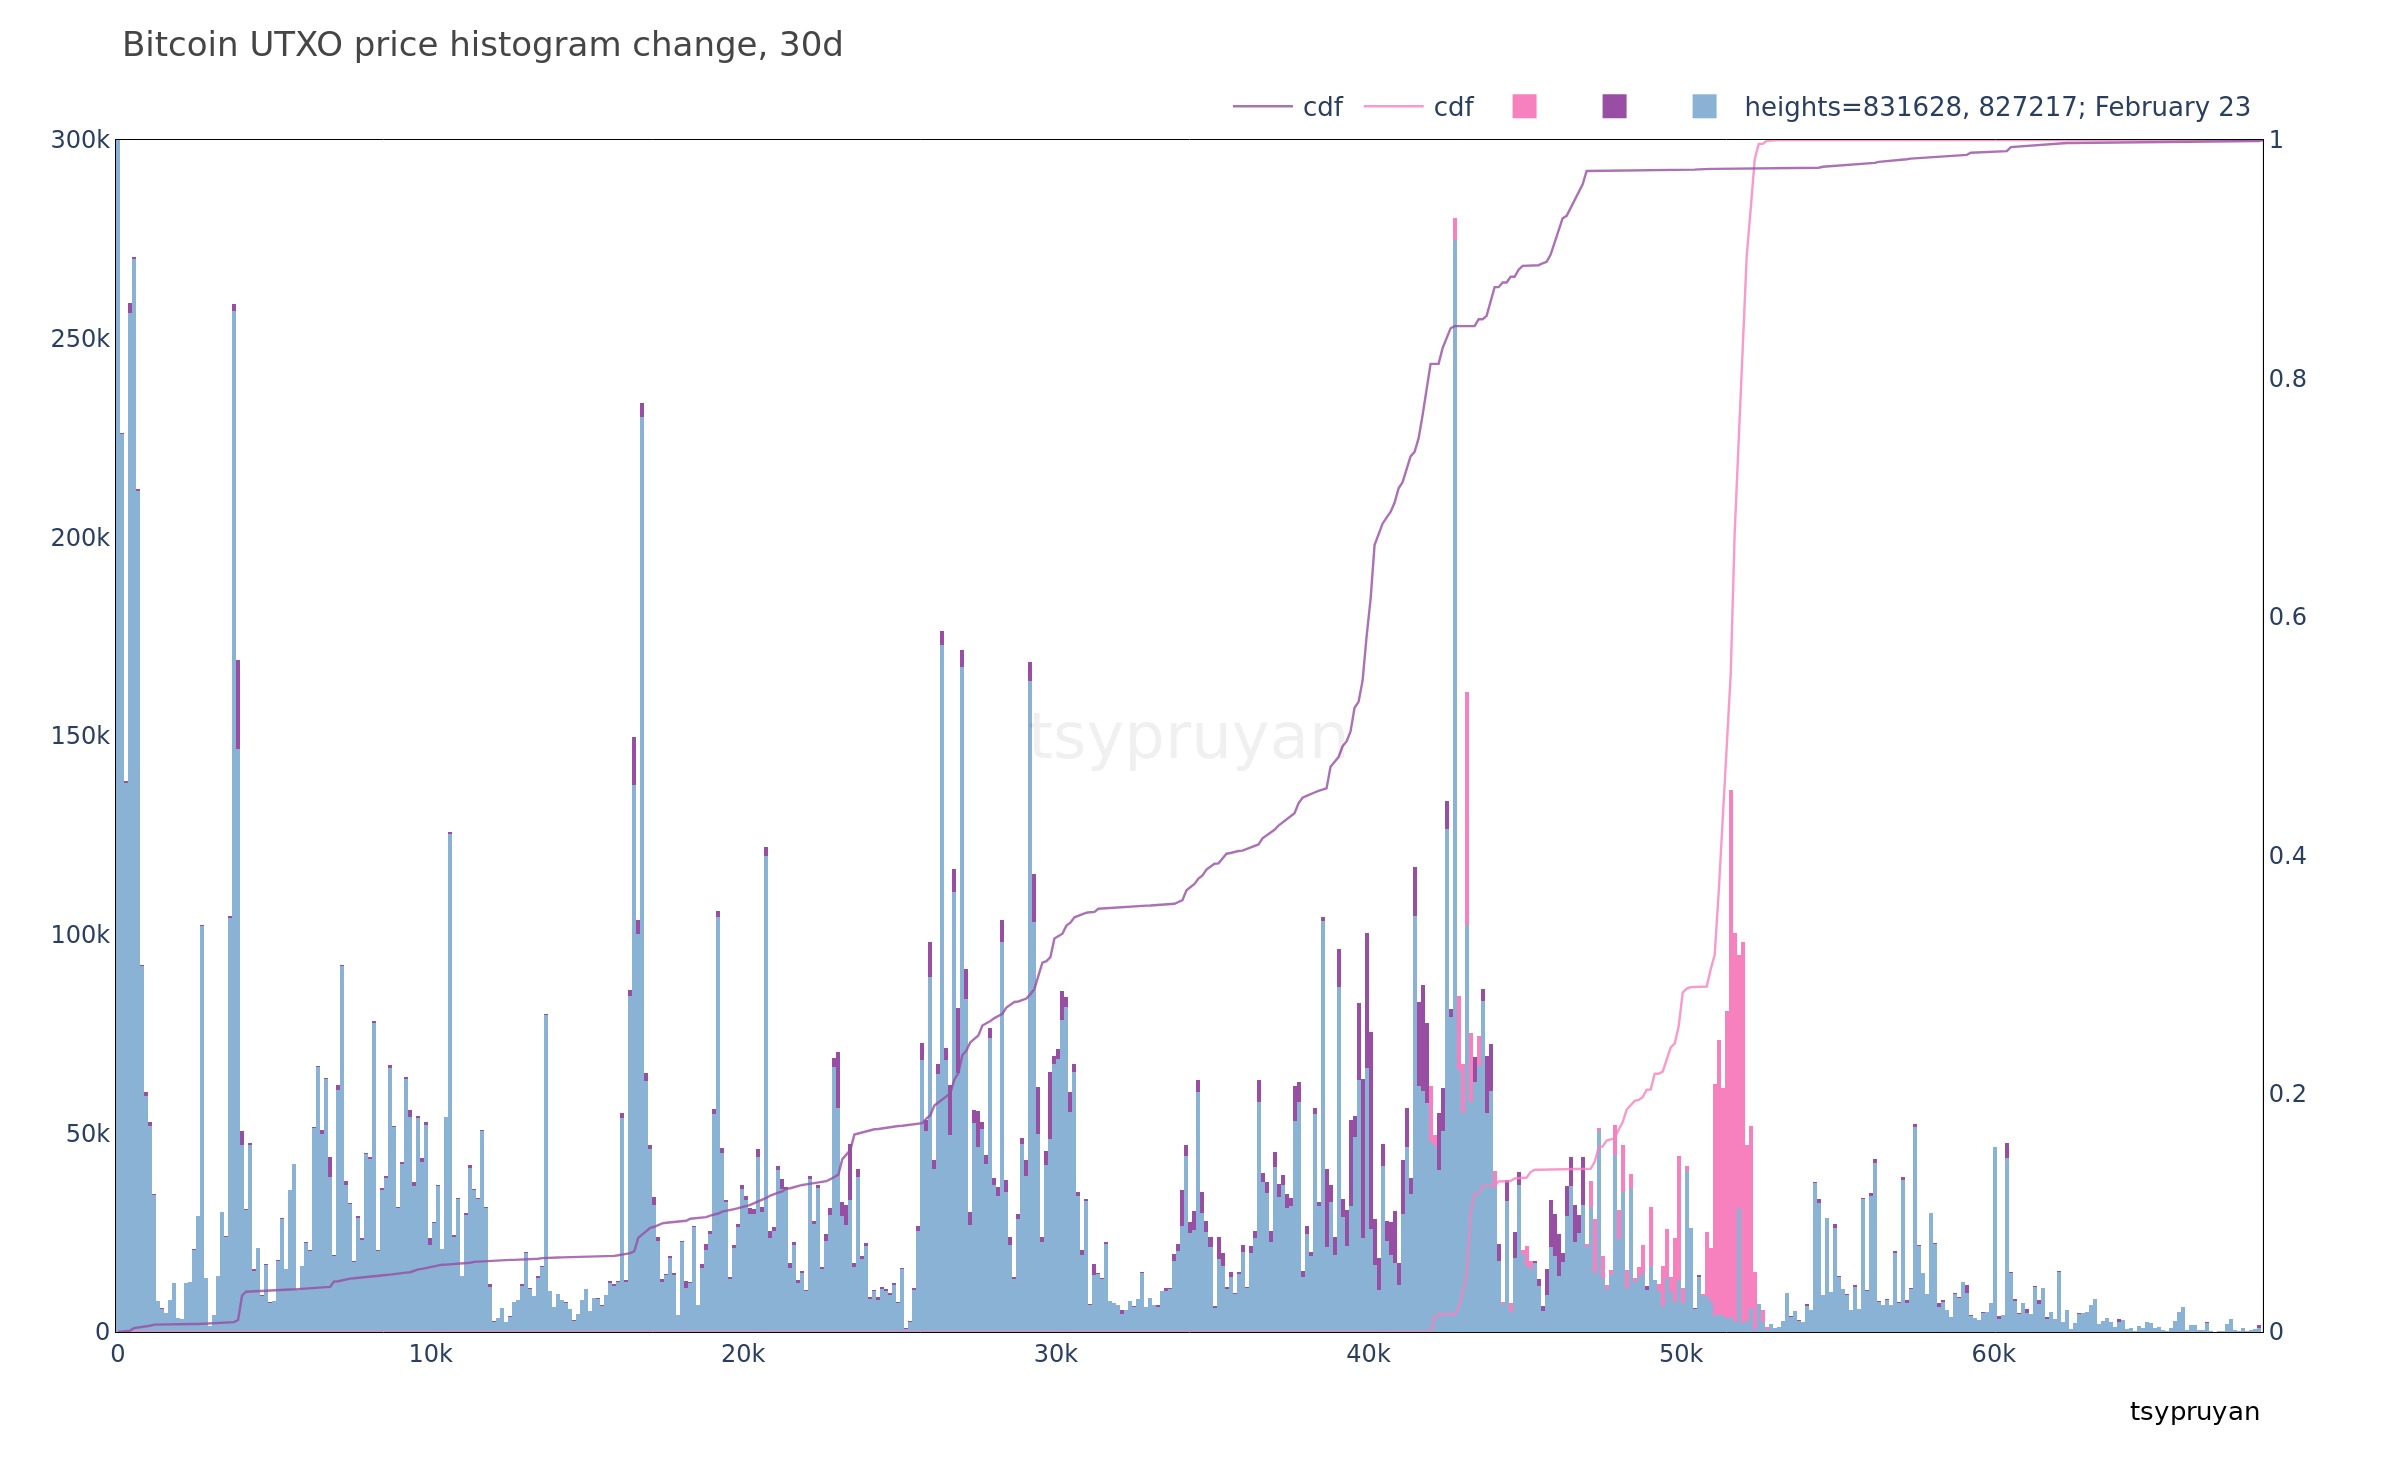 Bitcoin UTXO price histogram change, 30d
cdf cdf heights=831628, 827217; February 23
300k
250k
200k
150k
100k
50k
0
1
0.8
0.6
0.4
0.2
0
tsypruyan
0 10k 20k 30k 40k 50k 60k
tsypruyan